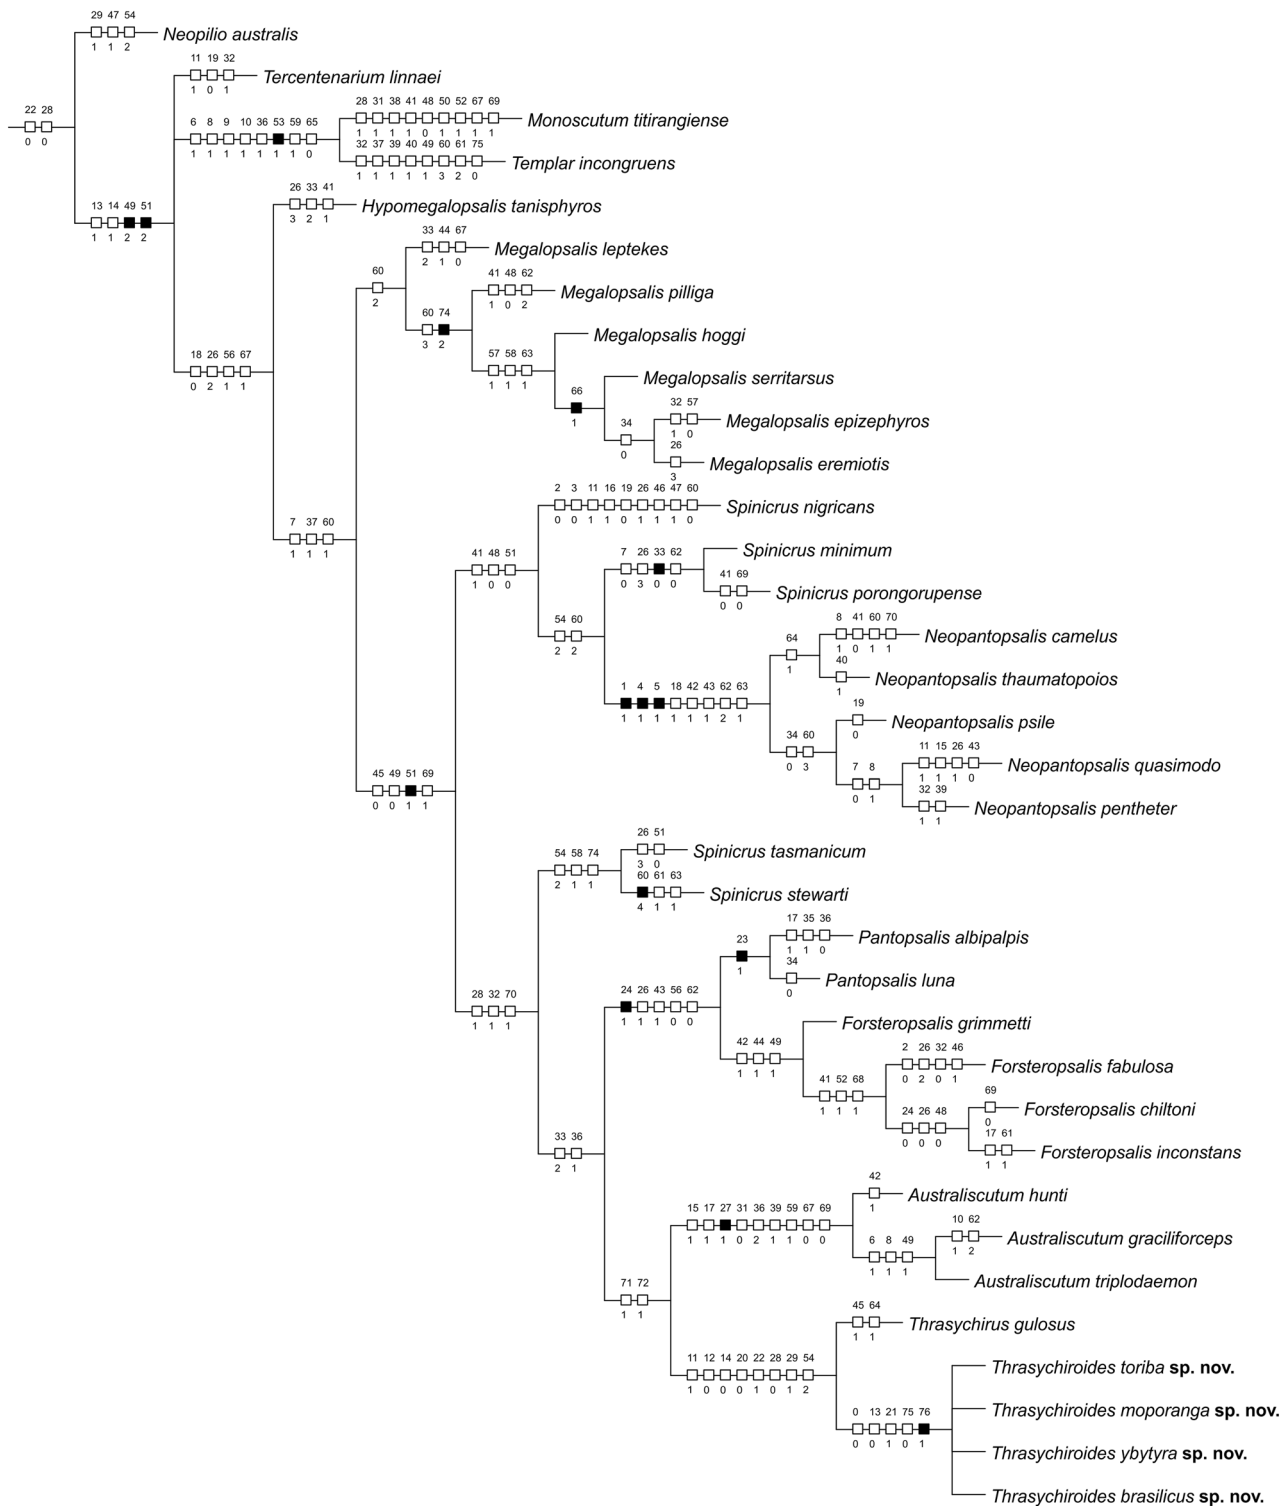 29 47 54
Neopilio australis
1 1 2
11 19 32
Tercentenarium linnaei
1 0 1
28 31 38 41 48 50 52 67 69
22 28
6 8 9 10 36 53 59 65
Monoscutum titirangiense
0 0
1 1 1 1 0 1 1 1 1
1 1 1 1 1 1 1 0
32 37 39 40 49 60 61 75
Templar incongruens
1 1 1 1 1 3 2 0
26 33 41
13 14 49 51
Hypomegalopsalis tanisphyros
3 2 1
1 1 2 2
33 44 67
Megalopsalis leptekes
2 1 0
60
2
41 48 62
Megalopsalis pilliga
1 0 2
60 74
3 2
Megalopsalis hoggi
57 58 63
1 1 1
18 26 56 67
0 2 1 1
Megalopsalis serritarsus
66
1
32 57
Megalopsalis epizephyros
1 0
34
0
26
Megalopsalis eremiotis
3
2 3 11 16 19 26 46 47 60
Spinicrus nigricans
0 0 1 1 0 1 1 1 0
7 37 60
1 1 1
7 26 33 62
Spinicrus minimum
0 3 0 0
41 48 51
1 0 0
41 69
Spinicrus porongorupense
0 0
54 60
2 2
8 41 60 70
Neopantopsalis camelus
1 0 1 1
64
1
40
Neopantopsalis thaumatopoios
1
1 4 5 18 42 43 62 63
1 1 1 1 1 1 2 1
19
Neopantopsalis psile
0
34 60
0 3
11 15 26 43
Neopantopsalis quasimodo
1 1 1 0
7 8
0 1
32 39
Neopantopsalis pentheter
1 1
45 49 51 69
0 0 1 1
26 51
Spinicrus tasmanicum
3 0
54 58 74
2 1 1
60 61 63
Spinicrus stewarti
4 1 1
17 35 36
Pantopsalis albipalpis
1 1 0
23
1
34
Pantopsalis luna
0
24 26 43 56 62
1 1 1 0 0
28 32 70
1 1 1
Forsteropsalis grimmetti
42 44 49
1 1 1
2 26 32 46
Forsteropsalis fabulosa
0 2 0 1
41 52 68
1 1 1
69
Forsteropsalis chiltoni
0
24 26 48
0 0 0
17 61
Forsteropsalis inconstans
1 1
33 36
2 1
42
Australiscutum hunti
1
15 17 27 31 36 39 59 67 69
1 1 1 0 2 1 1 0 0
10 62
Australiscutum graciliforceps
1 2
6 8 49
1 1 1
Australiscutum triplodaemon
71 72
1 1
45 64
Thrasychirus gulosus
1 1
11 12 14 20 22 28 29 54
1 0 0 0 1 0 1 2
Thrasychiroides toriba sp. nov.
0 13 21 75 76
Thrasychiroides moporanga sp. nov.
0 0 1 0 1
Thrasychiroides ybytyra sp. nov.
Thrasychiroides brasilicus sp. nov.